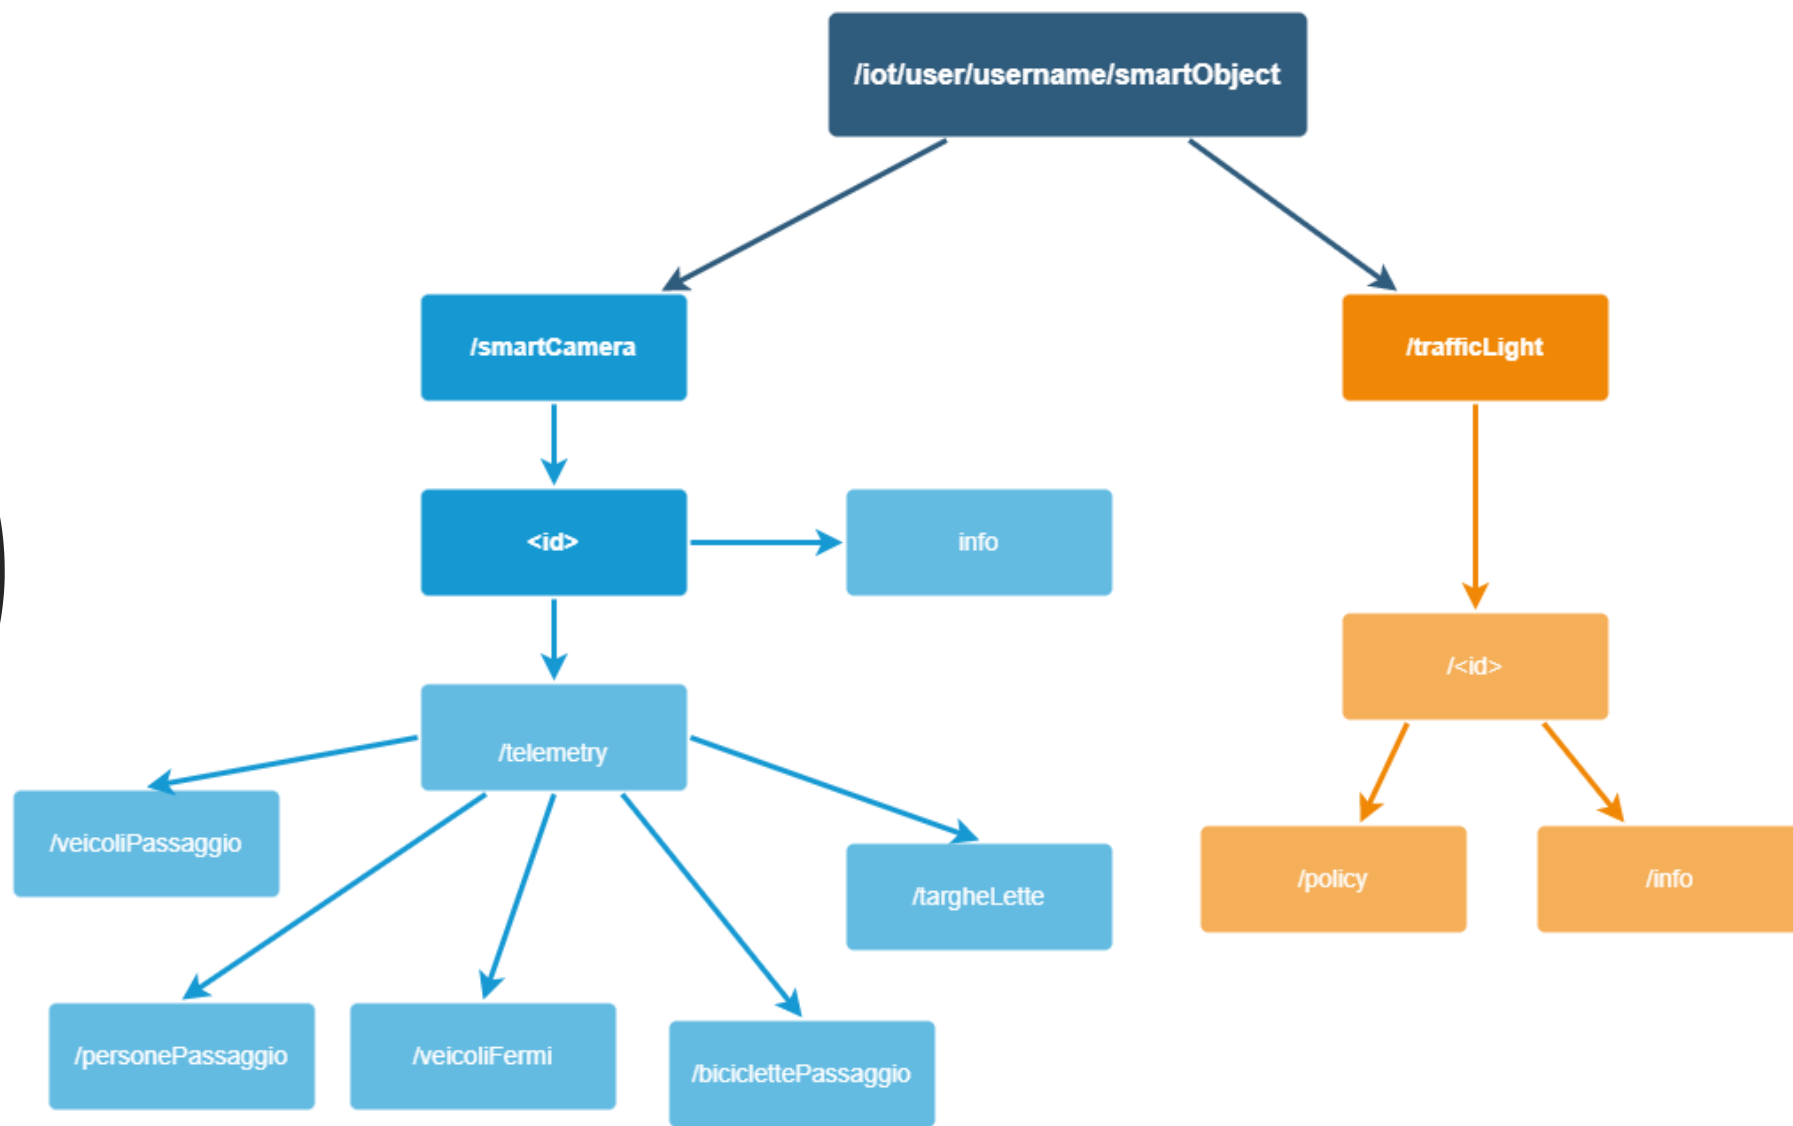 /iot/user/username/smartObject
/smartCamera
/trafficLight
<id>
info
/<id>
/telemetry
/veicoliPassaggio
/targheLette
/policy
/info
/personePassaggio
/veicoliFermi
/biciclettePassaggio